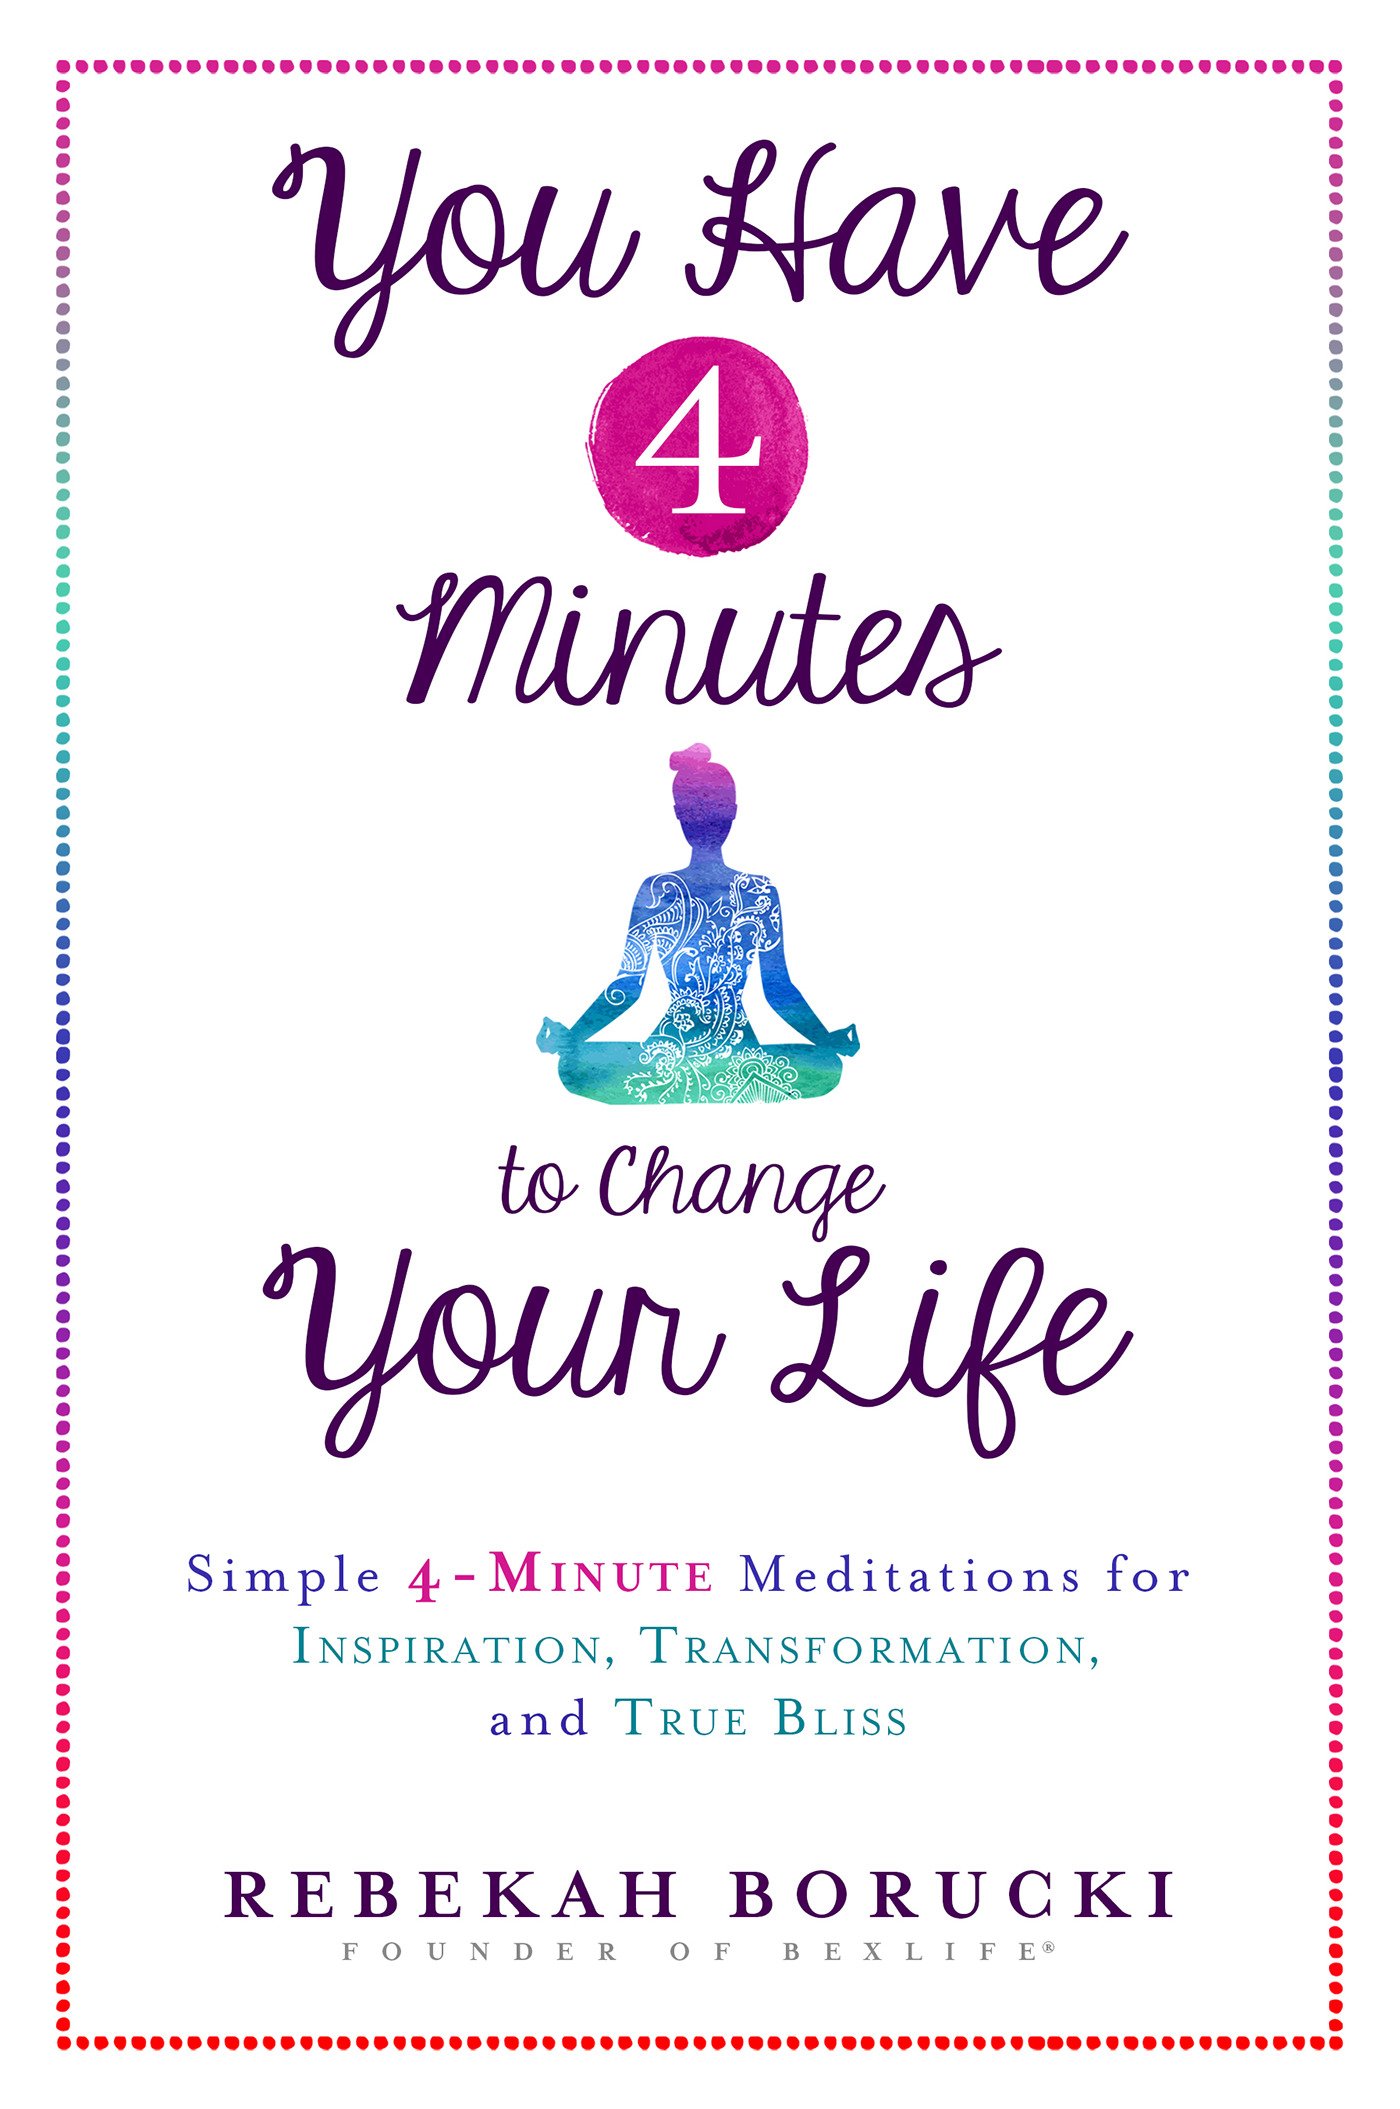 You Have
4
Minutes
to Change
Your Life
Simple 4-Minute Meditations for
Inspiration, Transformation,
and True Bliss
REBEKAH BORUCKI
FOUNDER OF BEXLIFE®